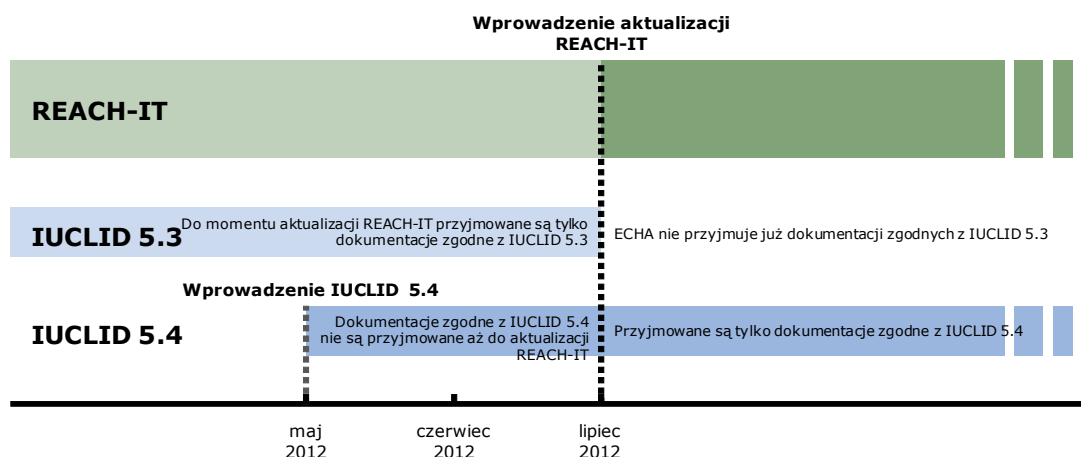 Wprowadzenie aktualizacji
REACH-IT
REACH-IT
IUCLID 5.3
Do momentu aktualizacji REACH-IT przyjmowane są tylko
dokumentacje zgodne z IUCLID 5.3
ECHA nie przyjmuje już dokumentacji zgodnych z IUCLID 5.3
Wprowadzenie IUCLID 5.4
IUCLID 5.4
Dokumentacje zgodne z IUCLID 5.4
nie są przyjmowane aż do aktualizacji
REACH-IT
Przyjmowane są tylko dokumentacje zgodne z IUCLID 5.4
maj
2012
czerwiec
2012
lipiec
2012